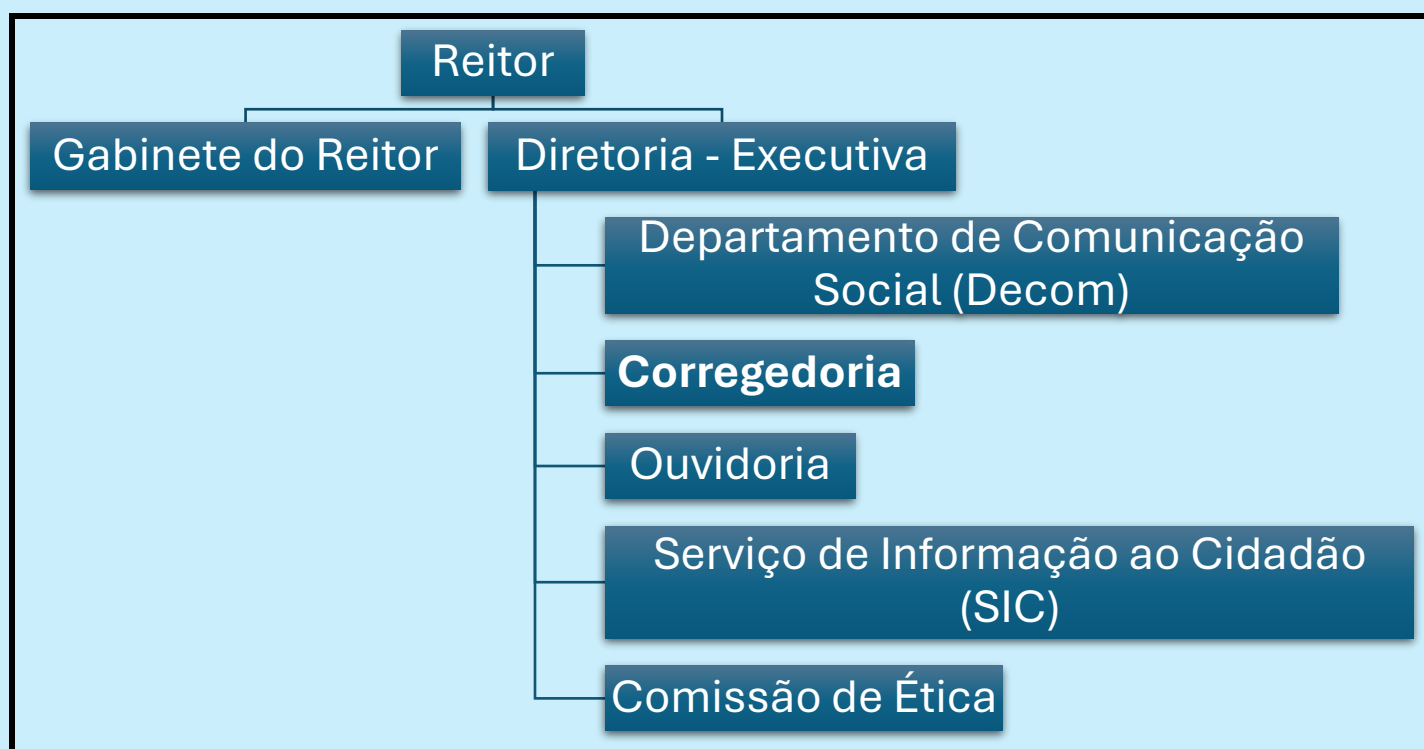 Reitor
Gabinete do Reitor
Diretoria - Executiva
Departamento de Comunicação
Social (Decom)
Corregedoria
Ouvidoria
Serviço de Informação ao Cidadão
(SIC)
Comissão de Ética